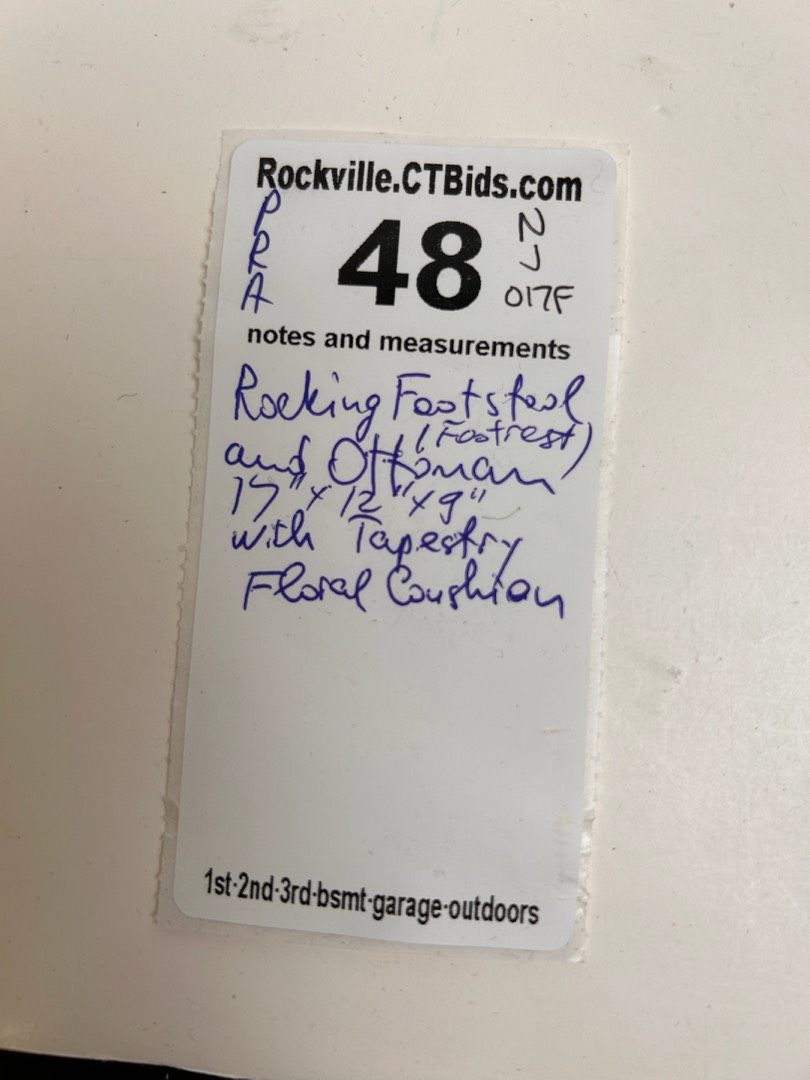 Rockville.CTBids.com
P
R
A
48
2
J
017F
notes and measurements
Rocking Footstool
(Footrest)
and Ottoman
17" x 12" x 9"
with Tapestry
Floral Coushion
1st-2nd-3rd-bsmt-garage-outdoors